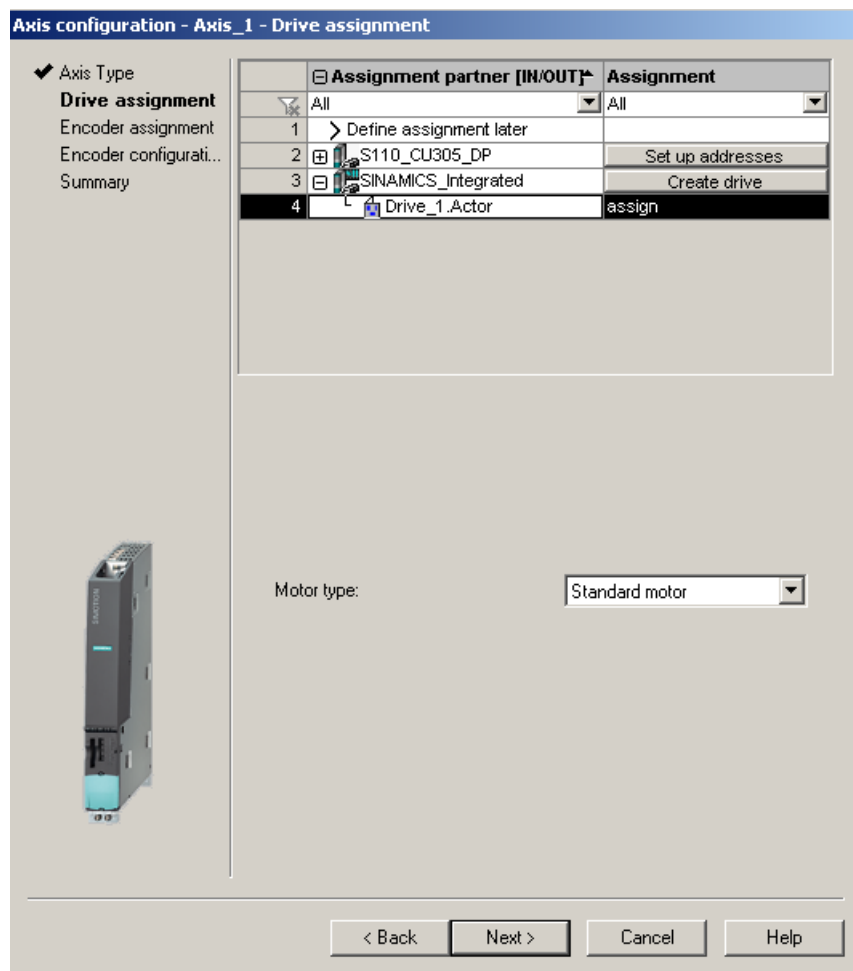 Axis configuration - Axis_1 - Drive assignment
Axis Type
Drive assignment
Encoder assignment
Encoder configurati...
Summary
Assignment partner [IN/OUT] Assignment
All All
1 Define assignment later
2 S110_CU305_DP Set up addresses
3 SINAMICS_Integrated Create drive
4 Drive_1.Actor assign
SIMOTION
Motor type: Standard motor
< Back Next > Cancel Help